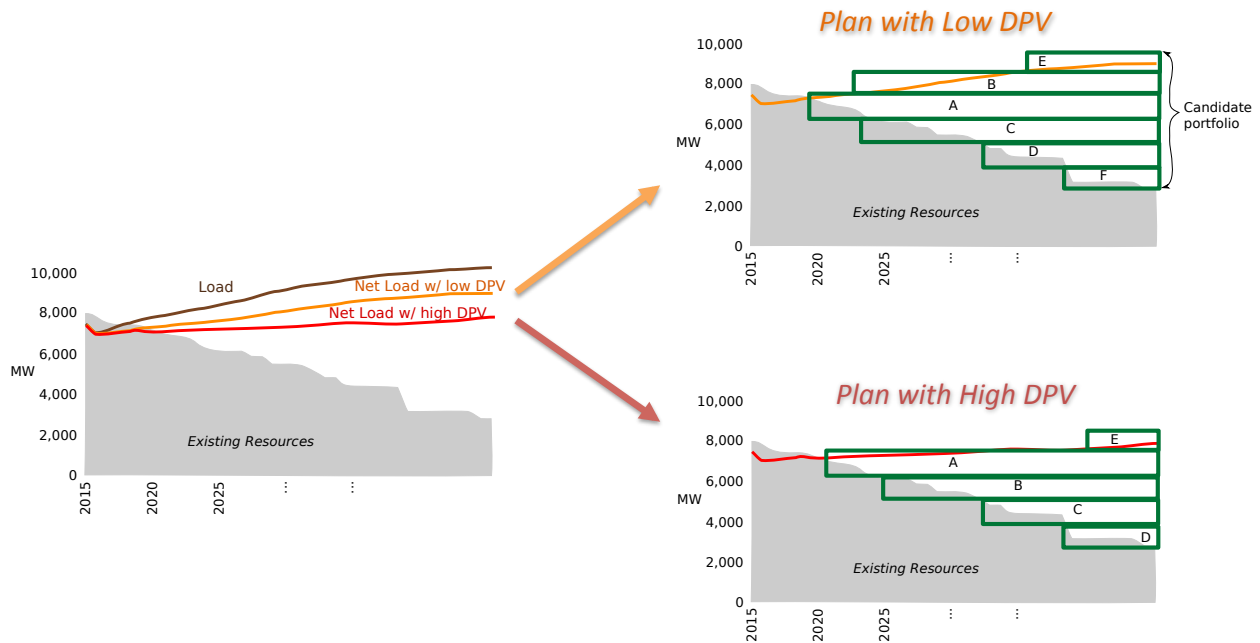 Plan with Low DPV
10,000
8,000
6,000
MW
4,000
2,000
0
E
B
A
C
D
F
Existing Resources
Candidate
portfolio
2015
2020
2025
...
...
10,000
8,000
6,000
MW
4,000
2,000
0
Load
Net Load w/ low DPV
Net Load w/ high DPV
Existing Resources
2015
2020
2025
...
...
Plan with High DPV
10,000
8,000
6,000
MW
4,000
2,000
0
E
A
B
C
D
Existing Resources
2015
2020
2025
...
...